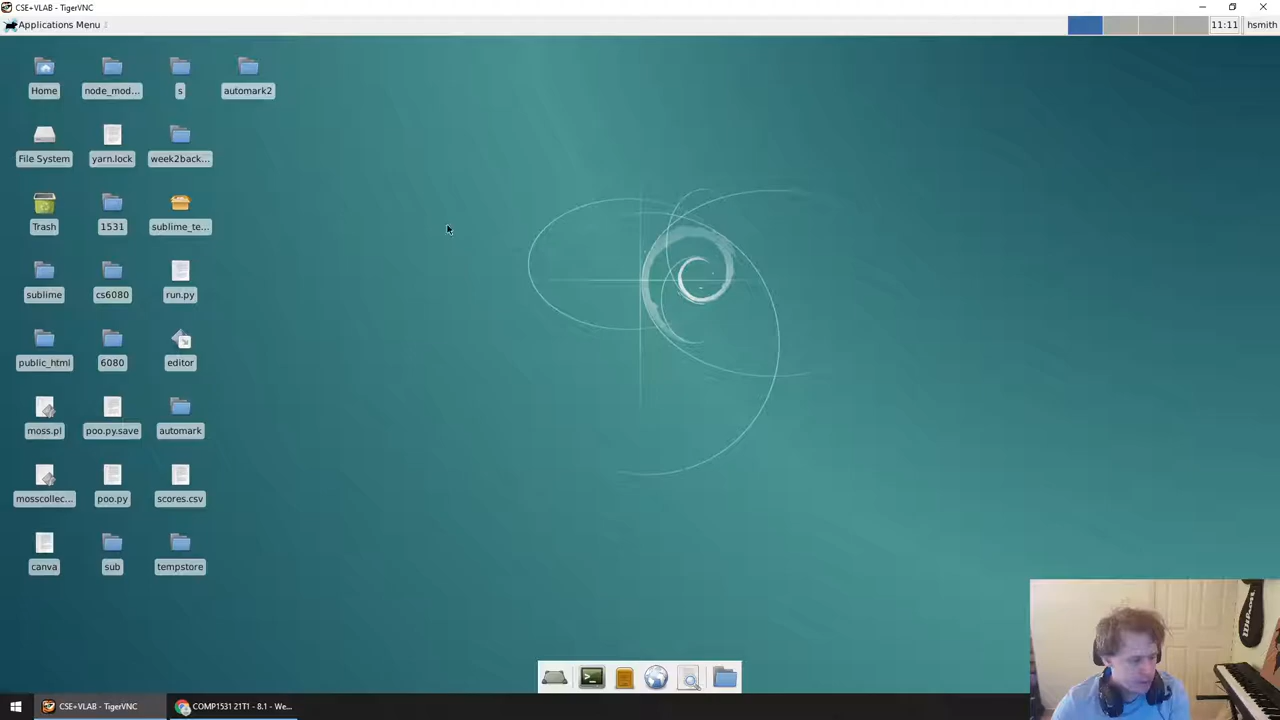 CSE+VLAB - TigerVNC
Applications Menu
11:11
hsmith
Home
node_mod...
s
automark2
File System
yarn.lock
week2back...
Trash
1531
sublime_te...
sublime
cs6080
run.py
public_html
6080
editor
moss.pl
poo.py.save
automark
mosscollec...
poo.py
scores.csv
canva
sub
tempstore
Wilson
CSE+VLAB - TigerVNC
COMP1531 21T1 - 8.1 - We...